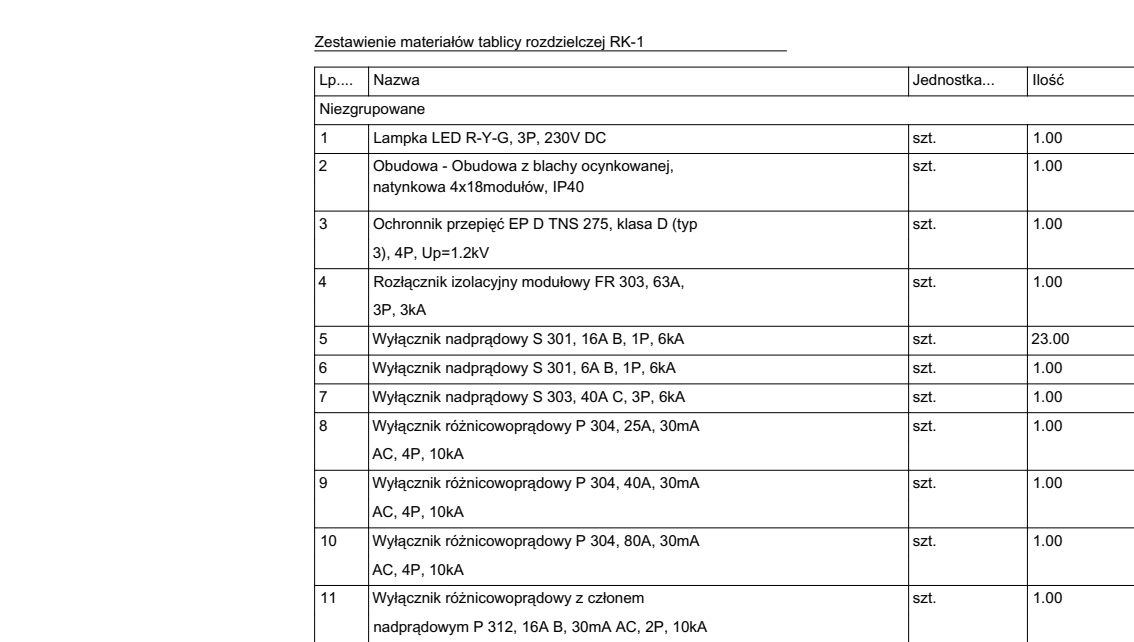 Zestawienie materiałów tablicy rozdzielczej RK-1
Lp.... Nazwa Jednostka... Ilość
Niezgrupowane
1 Lampka LED R-Y-G, 3P, 230V DC szt. 1.00
2 Obudowa - Obudowa z blachy ocynkowanej, szt. 1.00
natynkowa 4x18modułów, IP40
3 Ochronnik przepięć EP D TNS 275, klasa D (typ szt. 1.00
3), 4P, Up=1.2kV
4 Rozłącznik izolacyjny modułowy FR 303, 63A, szt. 1.00
3P, 3kA
5 Wyłącznik nadprądowy S 301, 16A B, 1P, 6kA szt. 23.00
6 Wyłącznik nadprądowy S 301, 6A B, 1P, 6kA szt. 1.00
7 Wyłącznik nadprądowy S 303, 40A C, 3P, 6kA szt. 1.00
8 Wyłącznik różnicowoprądowy P 304, 25A, 30mA szt. 1.00
AC, 4P, 10kA
9 Wyłącznik różnicowoprądowy P 304, 40A, 30mA szt. 1.00
AC, 4P, 10kA
10 Wyłącznik różnicowoprądowy P 304, 80A, 30mA szt. 1.00
AC, 4P, 10kA
11 Wyłącznik różnicowoprądowy z członem szt. 1.00
nadprądowym P 312, 16A B, 30mA AC, 2P, 10kA